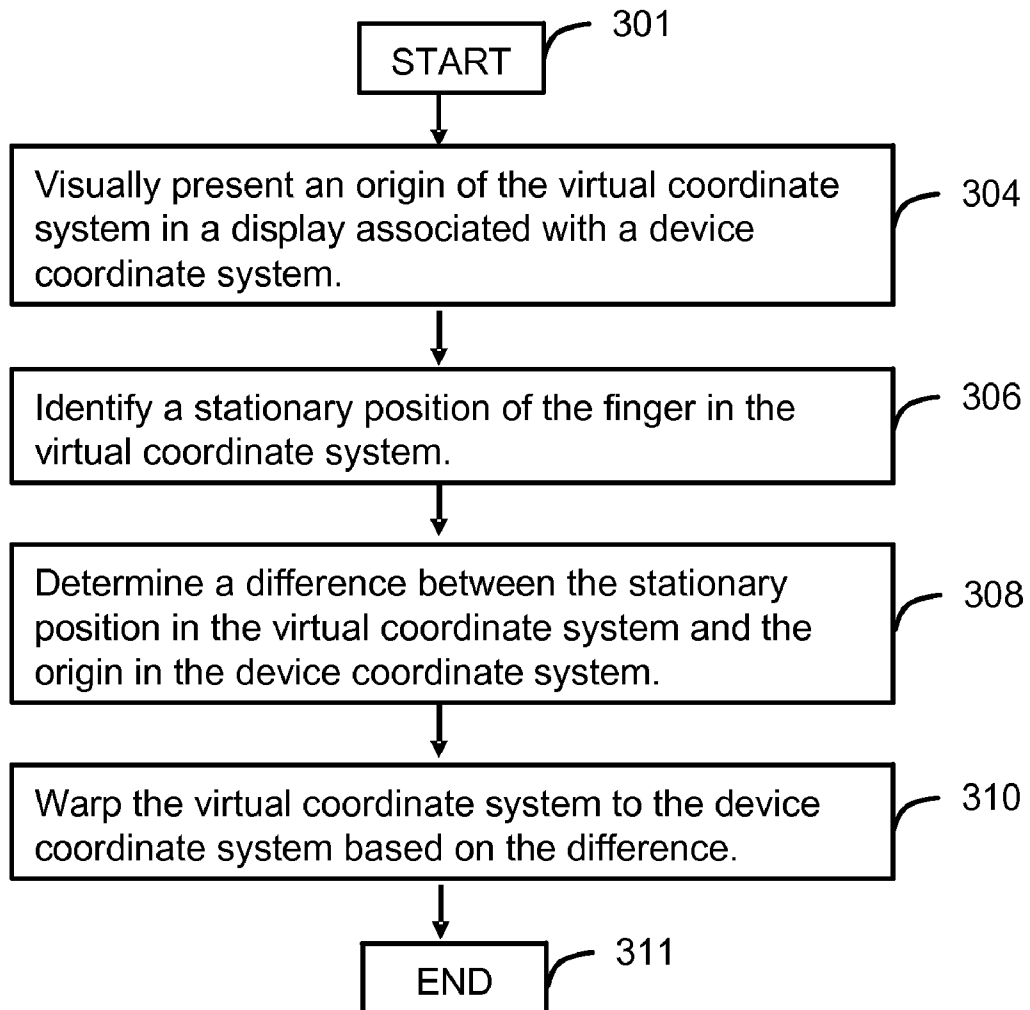 START
301
Visually present an origin of the virtual coordinate
system in a display associated with a device
coordinate system.
304
Identify a stationary position of the finger in the
virtual coordinate system.
306
Determine a difference between the stationary
position in the virtual coordinate system and the
origin in the device coordinate system.
308
Warp the virtual coordinate system to the device
coordinate system based on the difference.
310
END
311